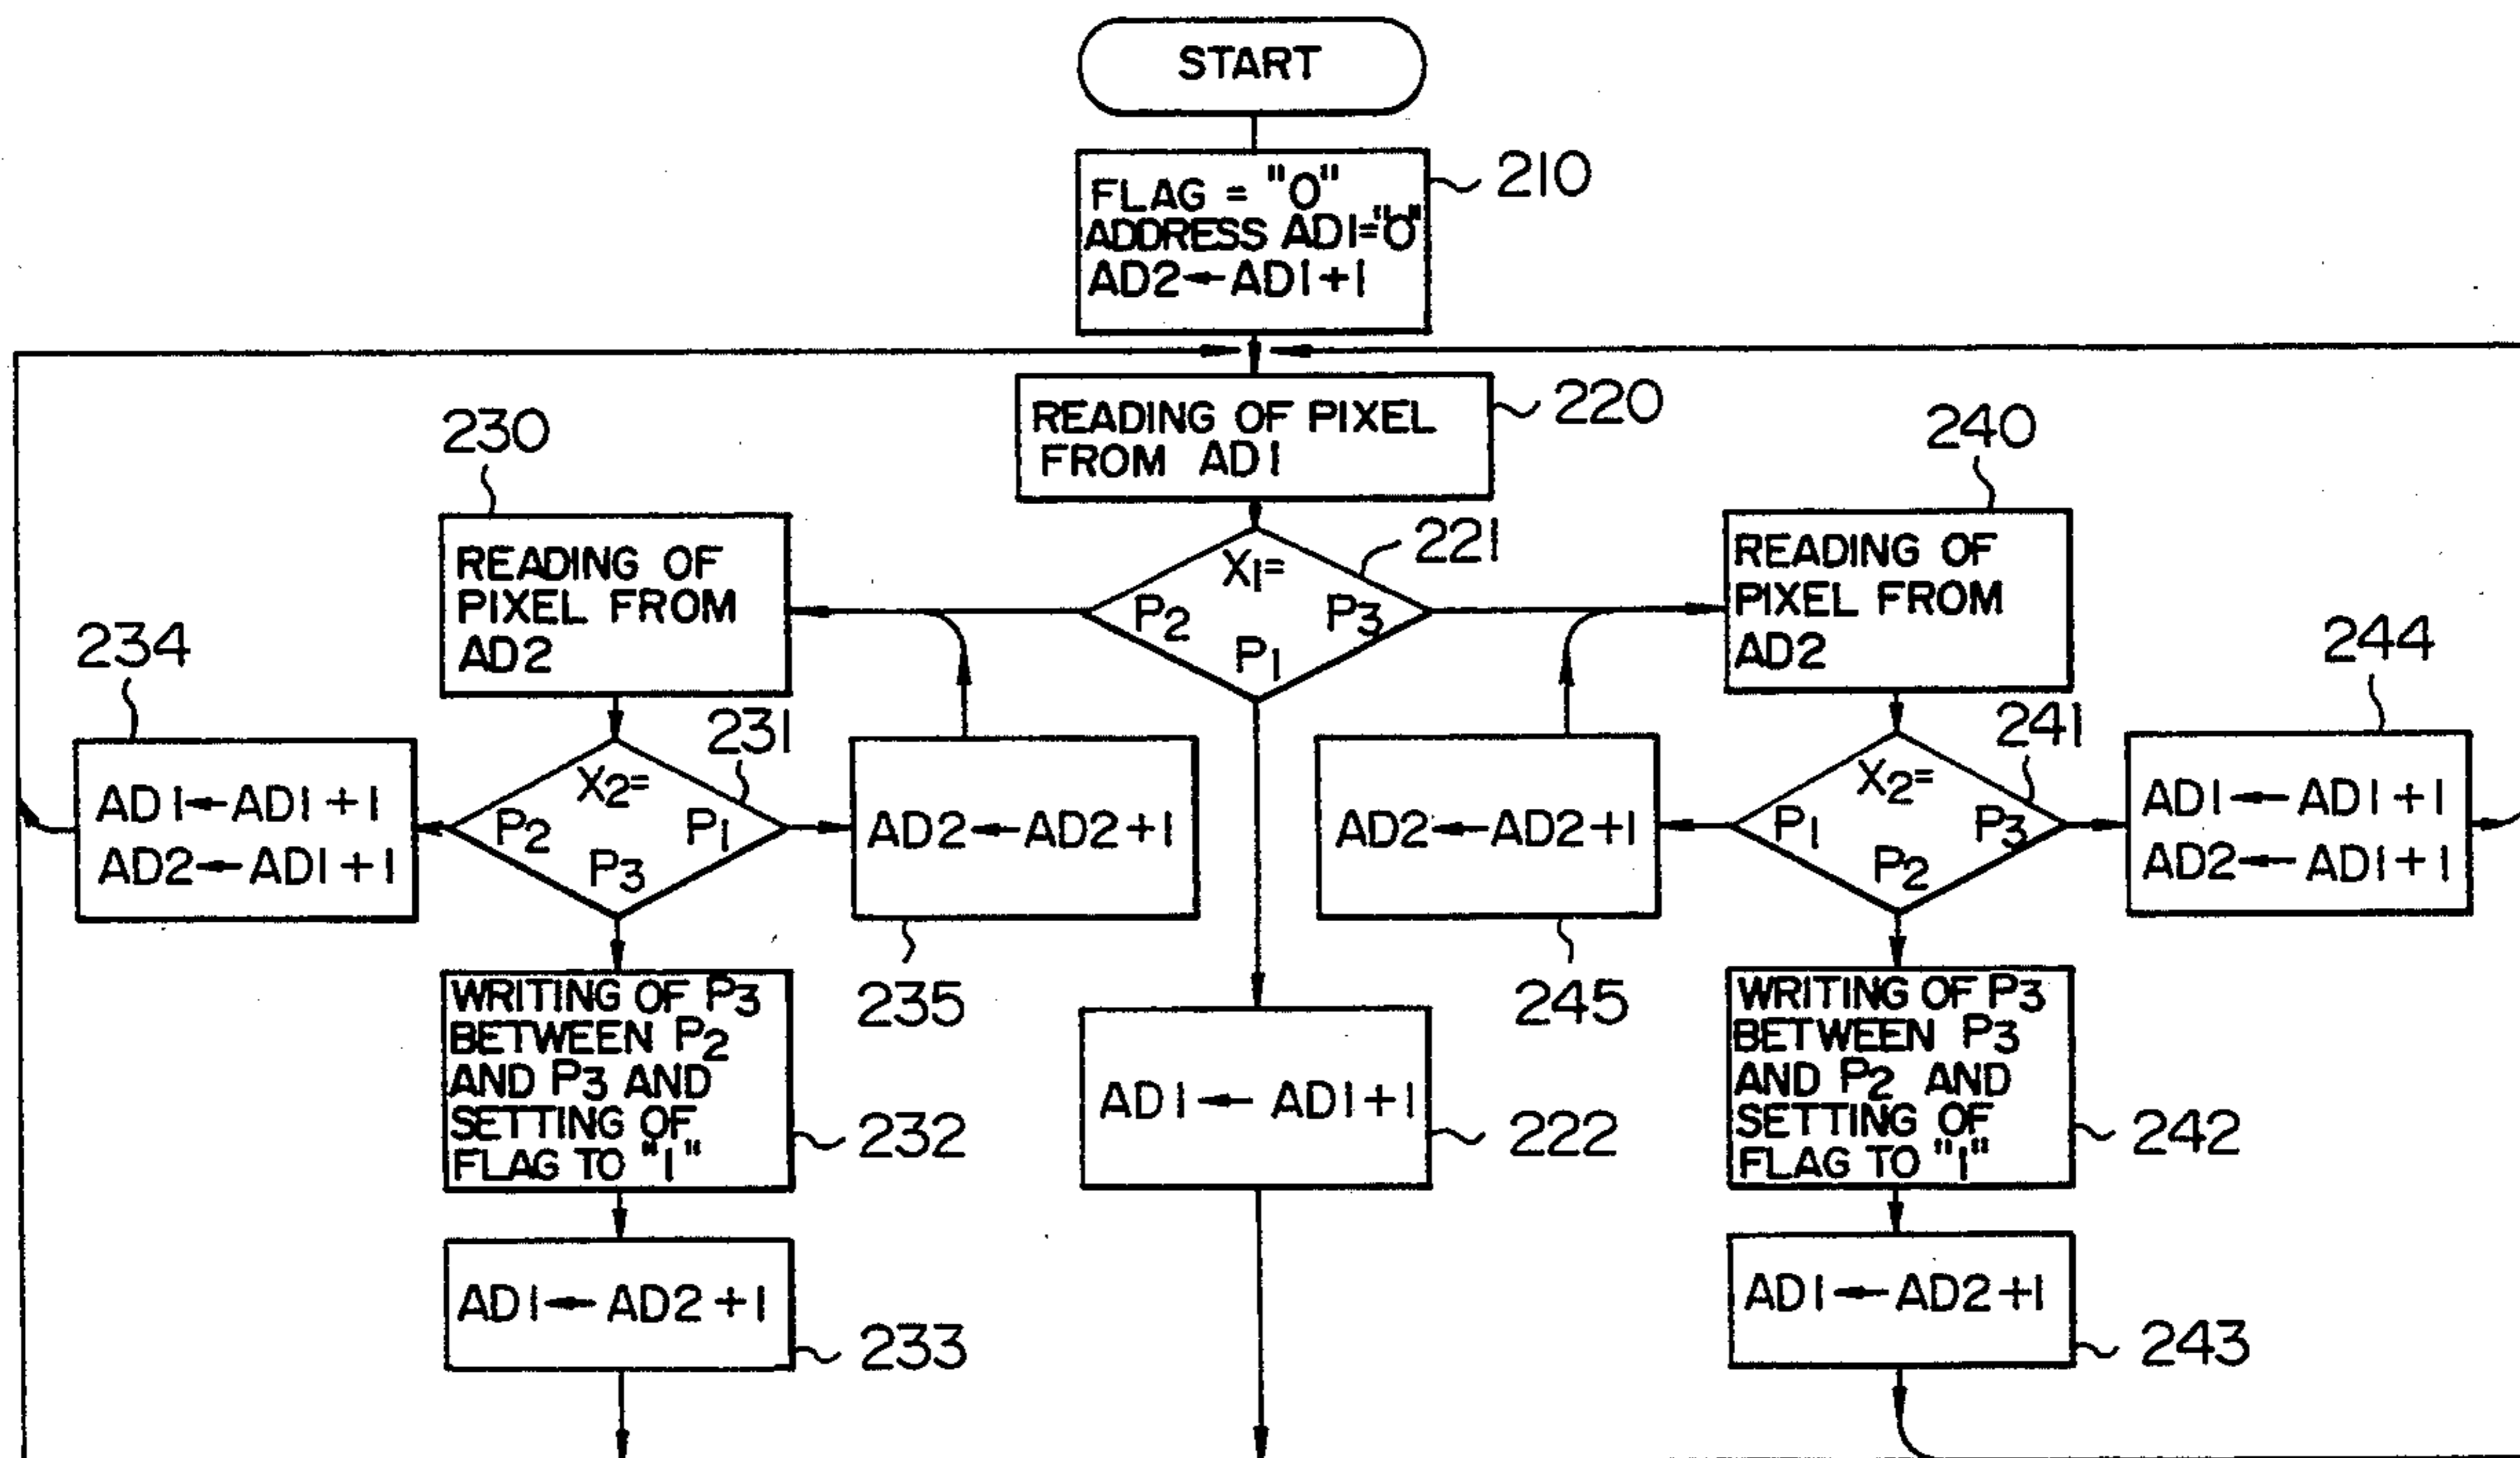 START
FLAG = "0"
ADDRESS AD1="0"
AD2←AD1+1
210
READING OF PIXEL
FROM AD1
220
230
240
READING OF
PIXEL FROM
AD2
X1=
P2 P3
P1
221
READING OF
PIXEL FROM
AD2
234
244
AD1←AD1+1
AD2←AD1+1
X2=
P2 P1
P3
231
AD2←AD2+1
235
AD2←AD2+1
245
X2=
P1 P3
P2
241
AD1←AD1+1
AD2←AD1+1
WRITING OF P3
BETWEEN P2
AND P3 AND
SETTING OF
FLAG TO "1"
232
AD1←AD1+1
222
WRITING OF P3
BETWEEN P3
AND P2 AND
SETTING OF
FLAG TO "1"
242
AD1←AD2+1
233
AD1←AD2+1
243